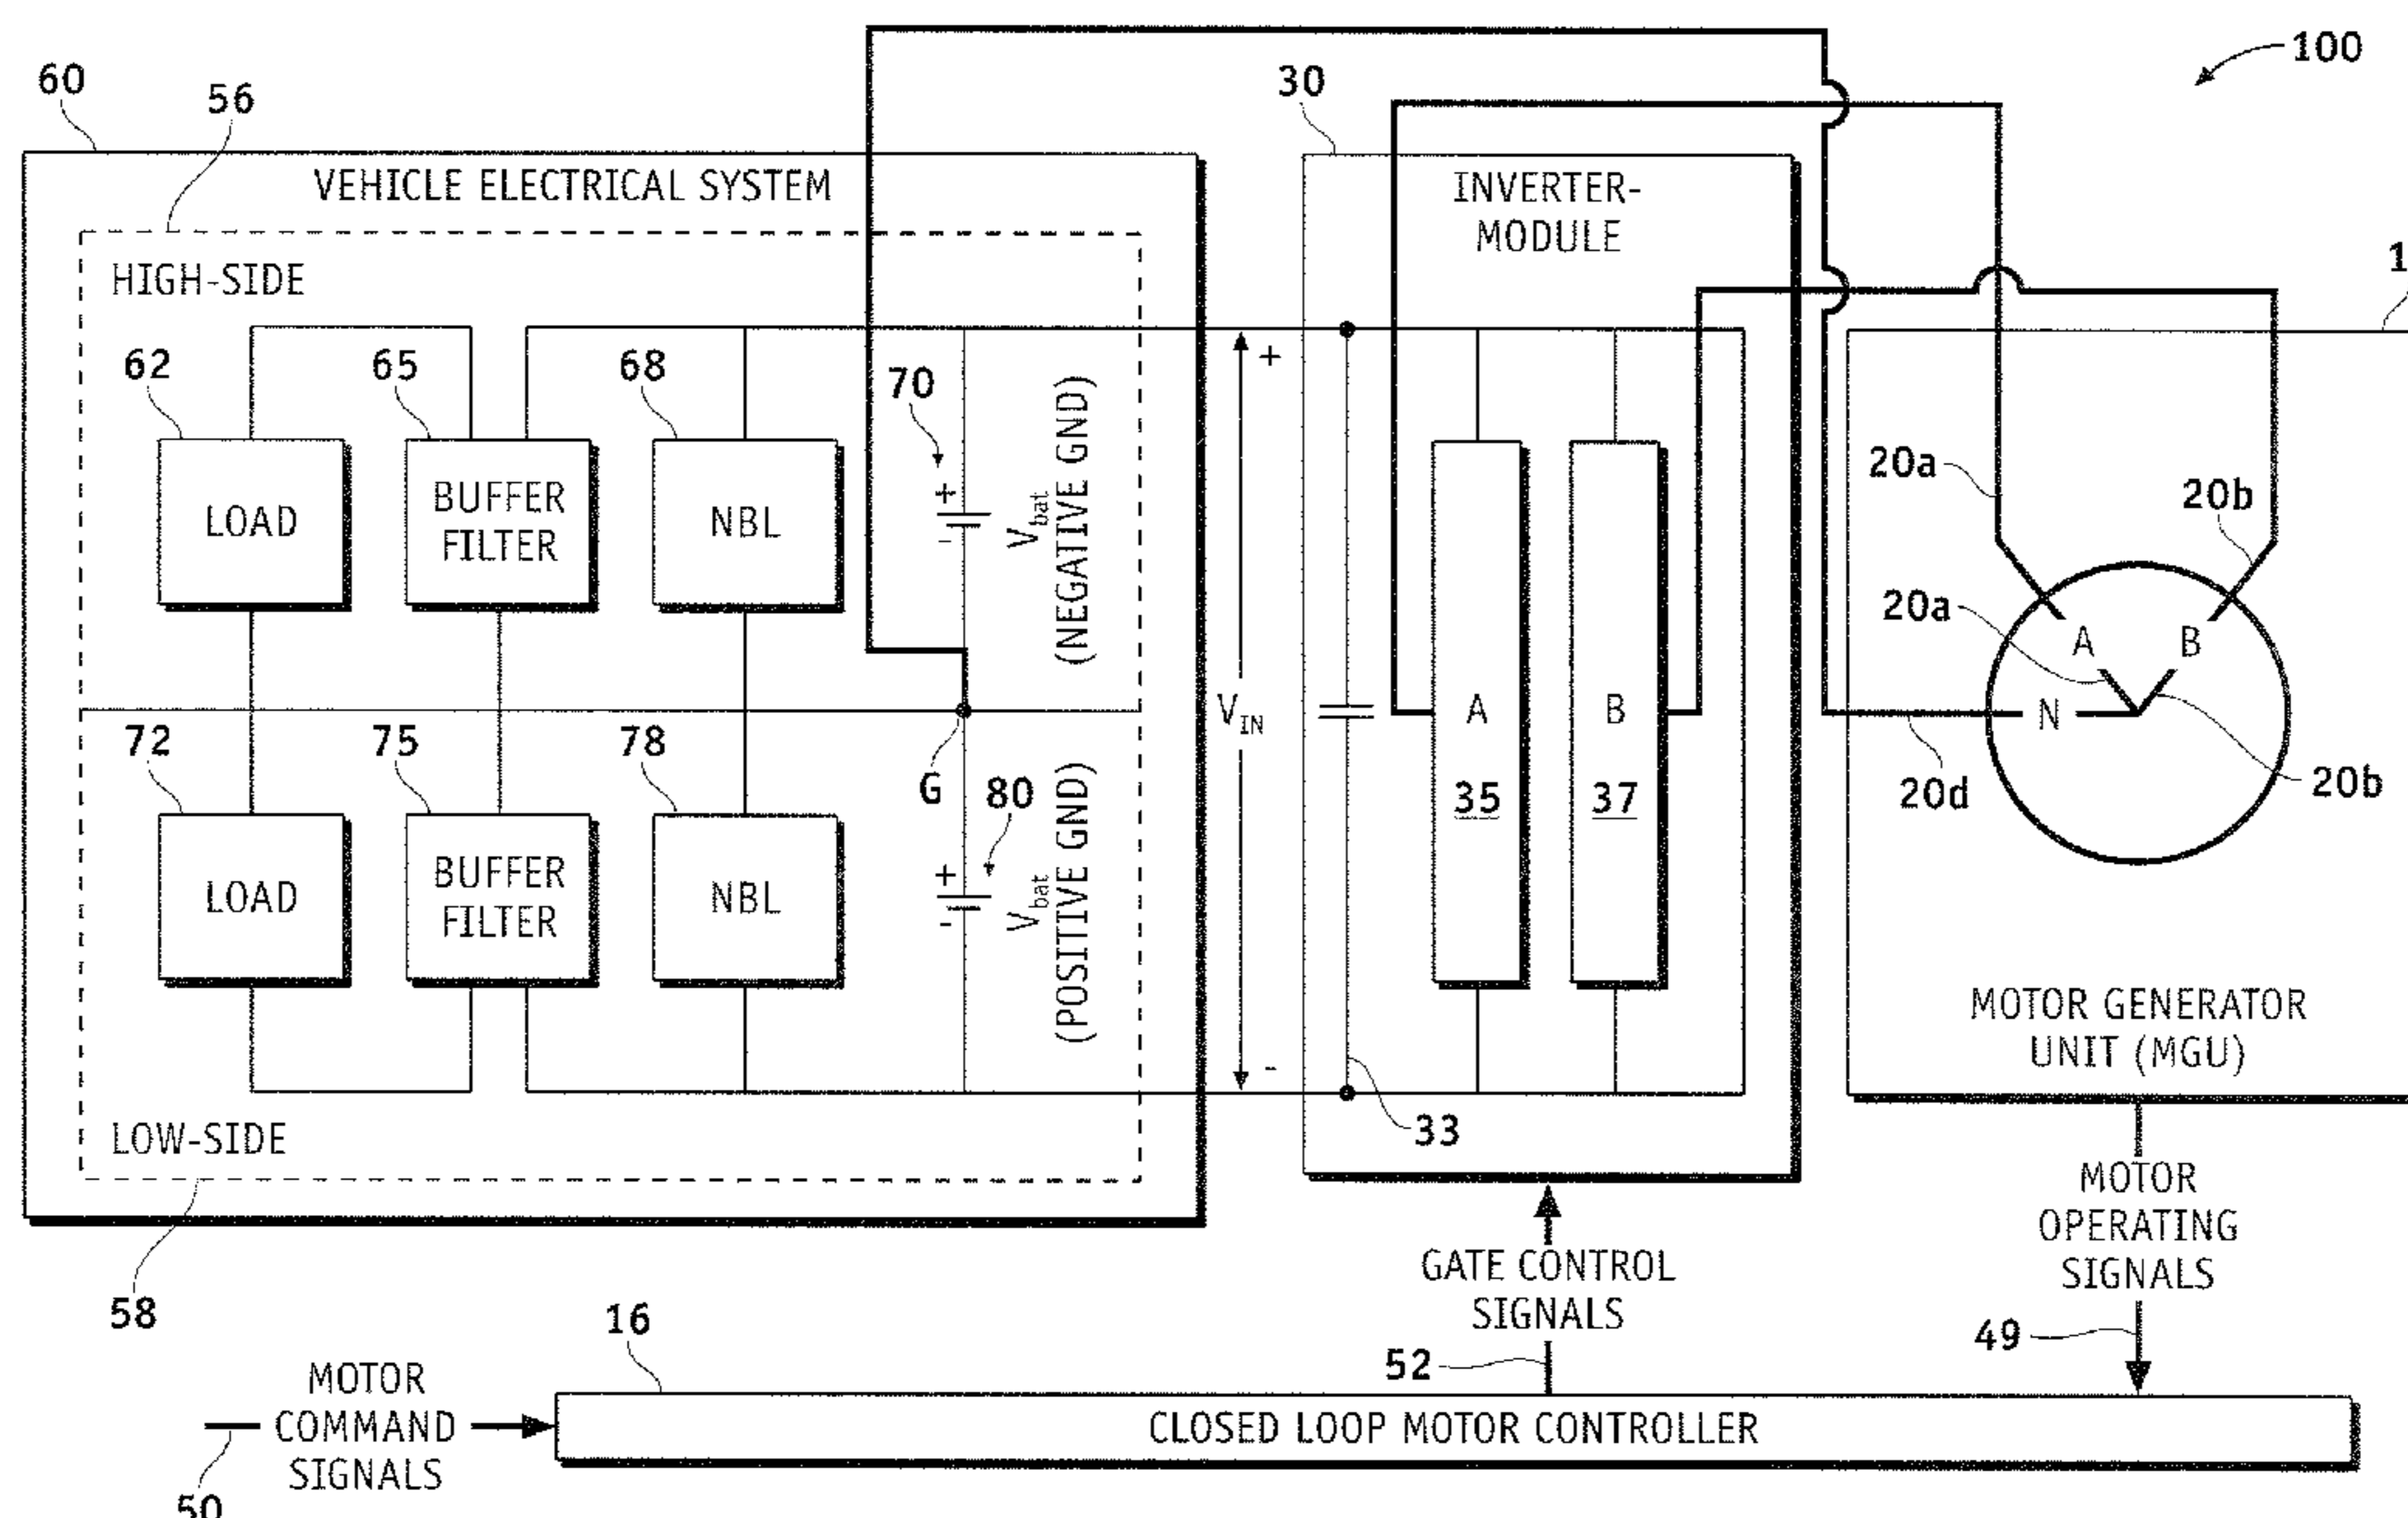 100
60
56
30
VEHICLE ELECTRICAL SYSTEM
INVERTER-
MODULE
HIGH-SIDE
1
62
65
68
70
+
LOAD
BUFFER
FILTER
NBL
+
-
Vbat
(NEGATIVE GND)
20a
20b
20a
A
B
N
20d
20b
VIN
A
35
B
37
72
75
78
G
80
LOAD
BUFFER
FILTER
NBL
+
-
Vbat
(POSITIVE GND)
MOTOR GENERATOR
UNIT (MGU)
-
33
LOW-SIDE
58
GATE CONTROL
SIGNALS
52
MOTOR
OPERATING
SIGNALS
49
16
MOTOR
COMMAND
SIGNALS
50
CLOSED LOOP MOTOR CONTROLLER